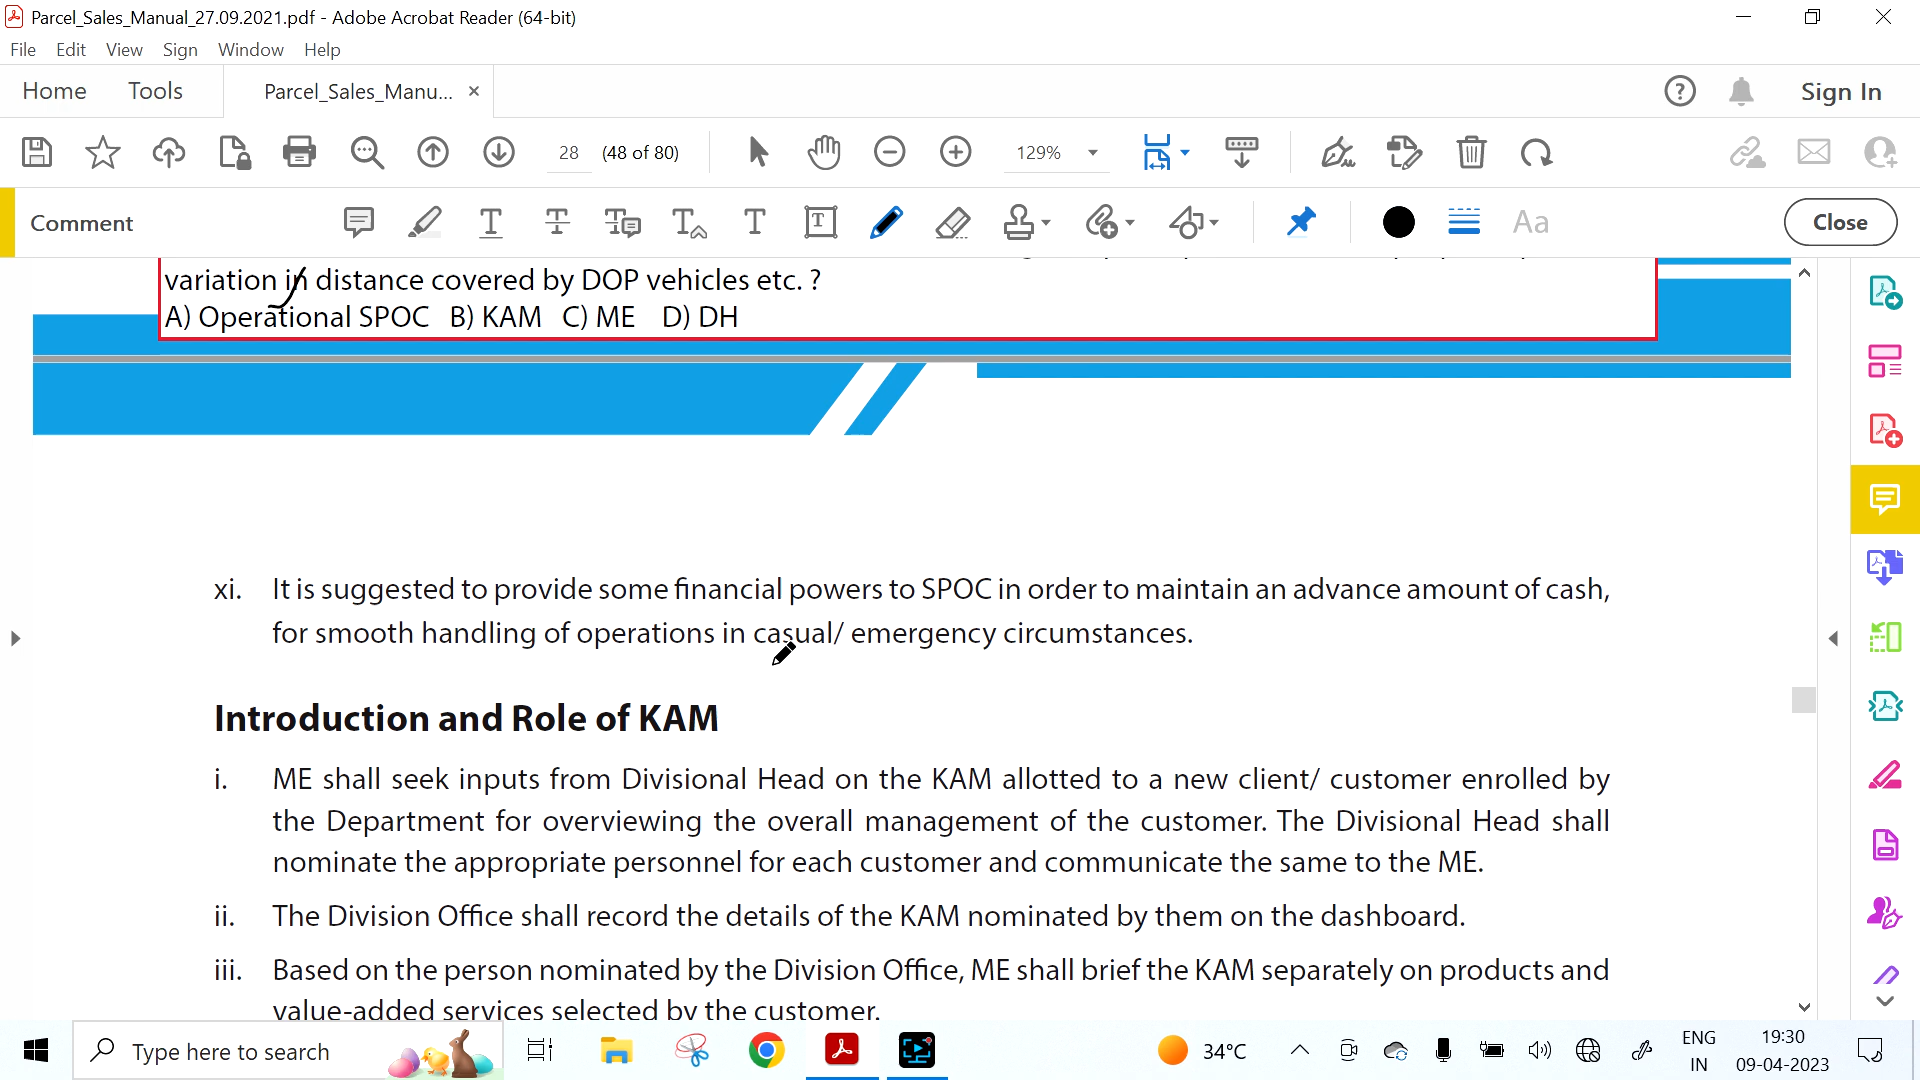 Parcel_Sales_Manual_27.09.2021.pdf - Adobe Acrobat Reader (64-bit)
File Edit View Sign Window Help
Home Tools Parcel_Sales_Manu... × Sign In
28 (48 of 80) 129%
Comment Aa Close
variation in distance covered by DOP vehicles etc. ?
A) Operational SPOC B) KAM C) ME D) DH
xi. It is suggested to provide some financial powers to SPOC in order to maintain an advance amount of cash,
for smooth handling of operations in casual/ emergency circumstances.
Introduction and Role of KAM
i. ME shall seek inputs from Divisional Head on the KAM allotted to a new client/ customer enrolled by
the Department for overviewing the overall management of the customer. The Divisional Head shall
nominate the appropriate personnel for each customer and communicate the same to the ME.
ii. The Division Office shall record the details of the KAM nominated by them on the dashboard.
iii. Based on the person nominated by the Division Office, ME shall brief the KAM separately on products and
value-added services selected by the customer.
Type here to search 34°C ENG 19:30
IN 09-04-2023